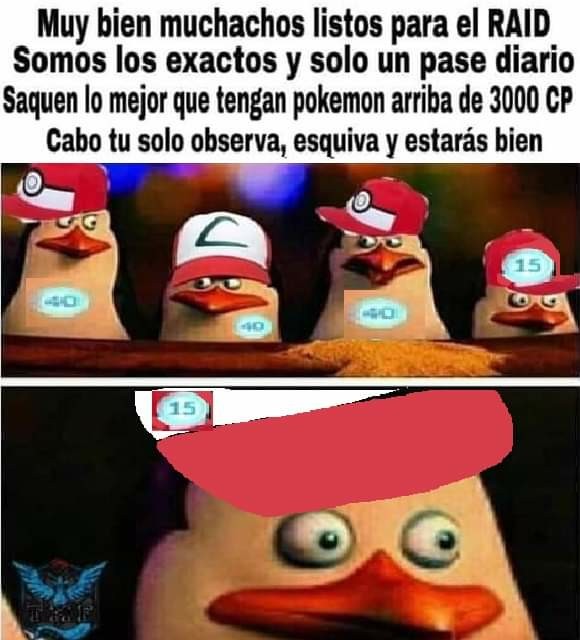 Muy bien muchachos listos para el RAID
Somos los exactos y solo un pase diario
Saquen lo mejor que tengan pokemon arriba de 3000 CP
Cabo tu solo observa, esquiva y estarás bien
15
40
40
40
15